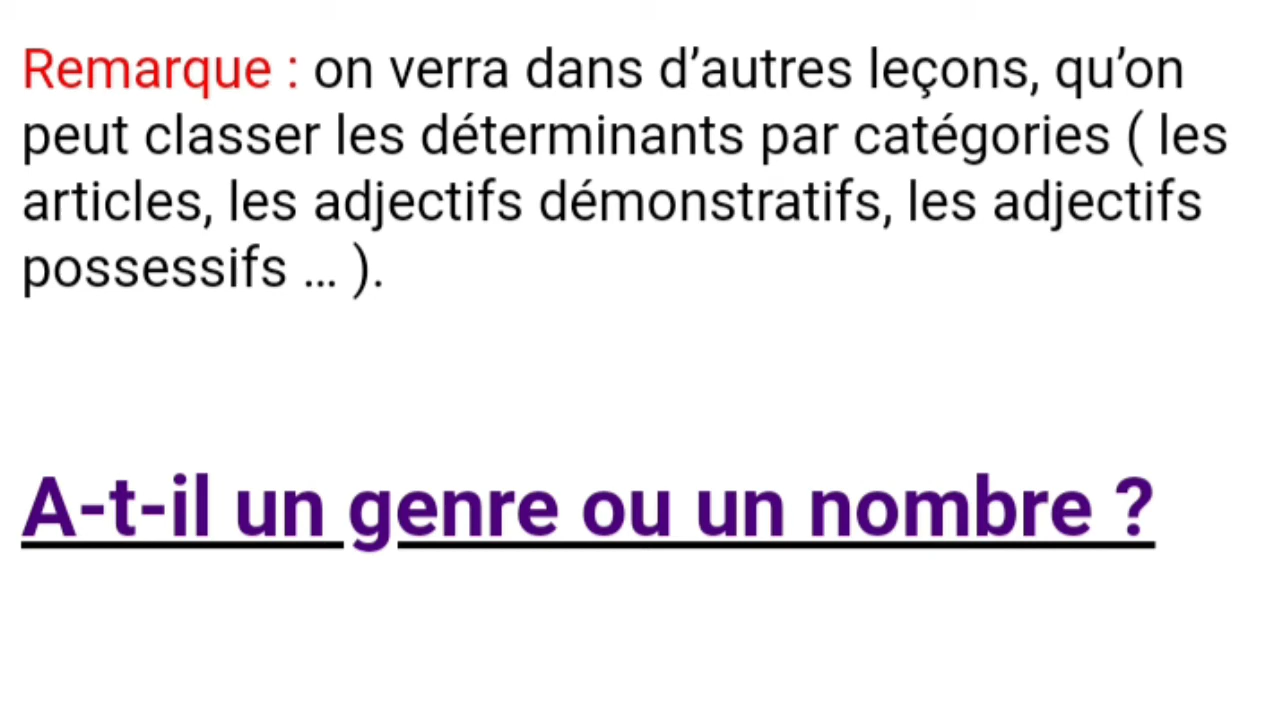 Remarque : on verra dans d’autres leçons, qu’on
peut classer les déterminants par catégories ( les
articles, les adjectifs démonstratifs, les adjectifs
possessifs ... ).
A-t-il un genre ou un nombre ?